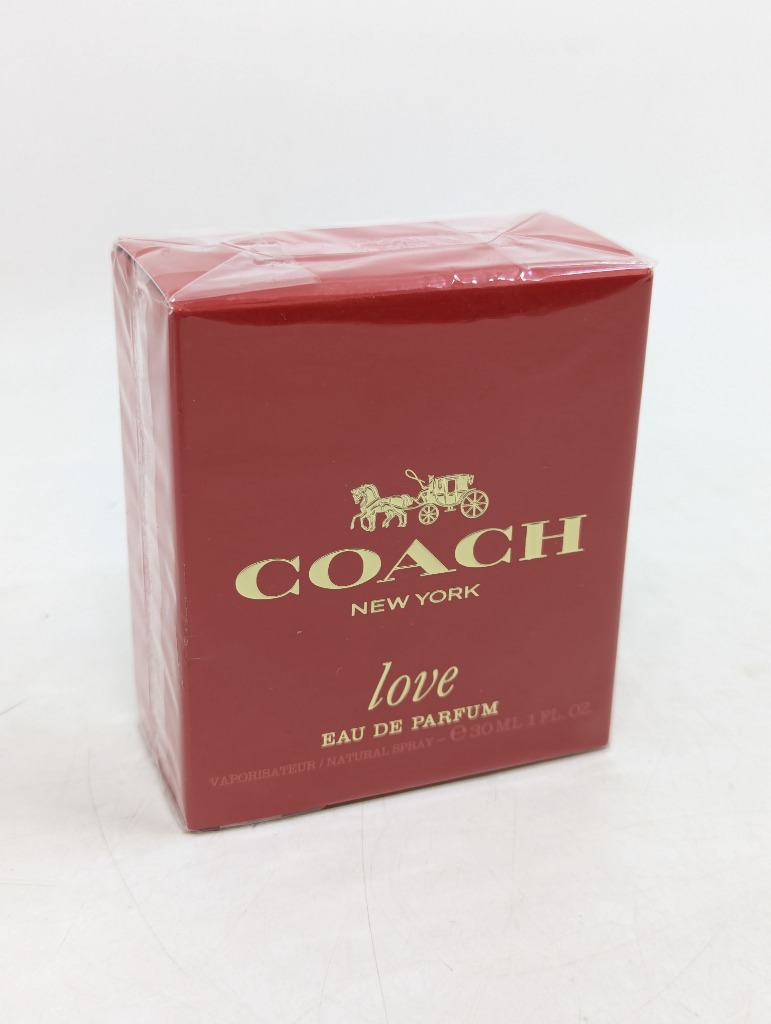 COACH
NEW YORK
love
EAU DE PARFUM
VAPORISATEUR / NATURAL SPRAY – ℮ 30 ML 1 FL. OZ.